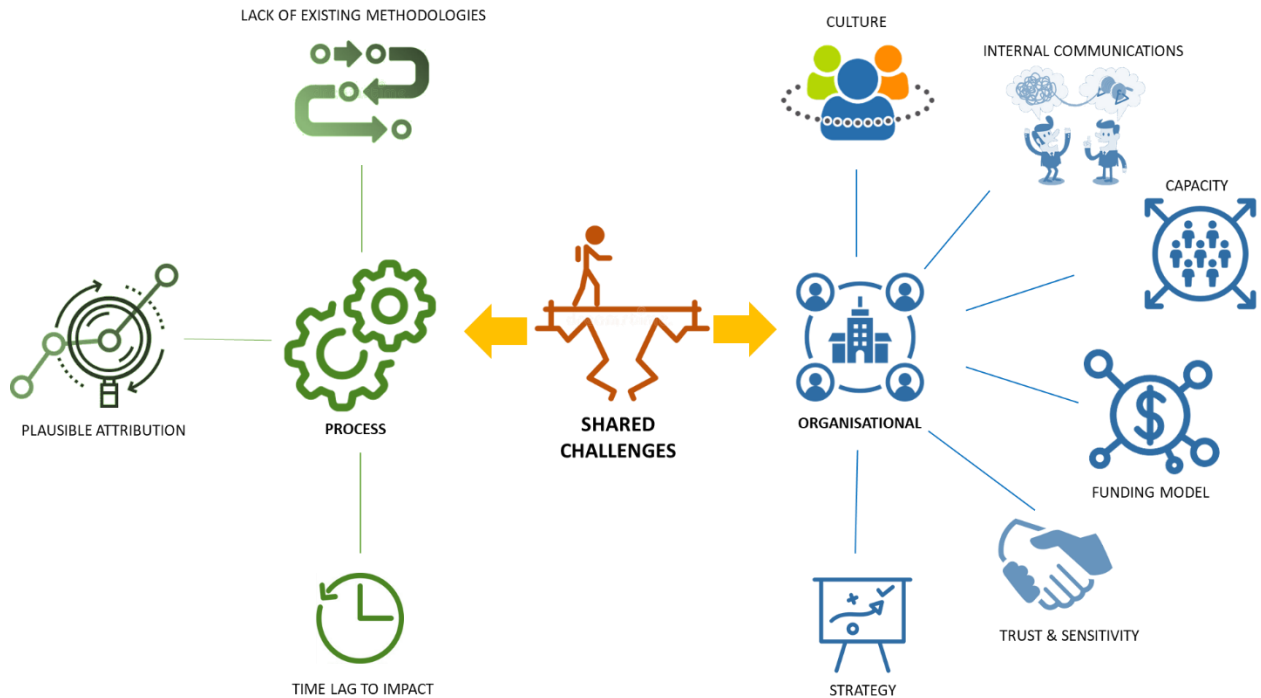 LACK OF EXISTING METHODOLOGIES
CULTURE
INTERNAL COMMUNICATIONS
CAPACITY
PLAUSIBLE ATTRIBUTION
PROCESS
SHARED
CHALLENGES
ORGANISATIONAL
FUNDING MODEL
TRUST & SENSITIVITY
TIME LAG TO IMPACT
STRATEGY